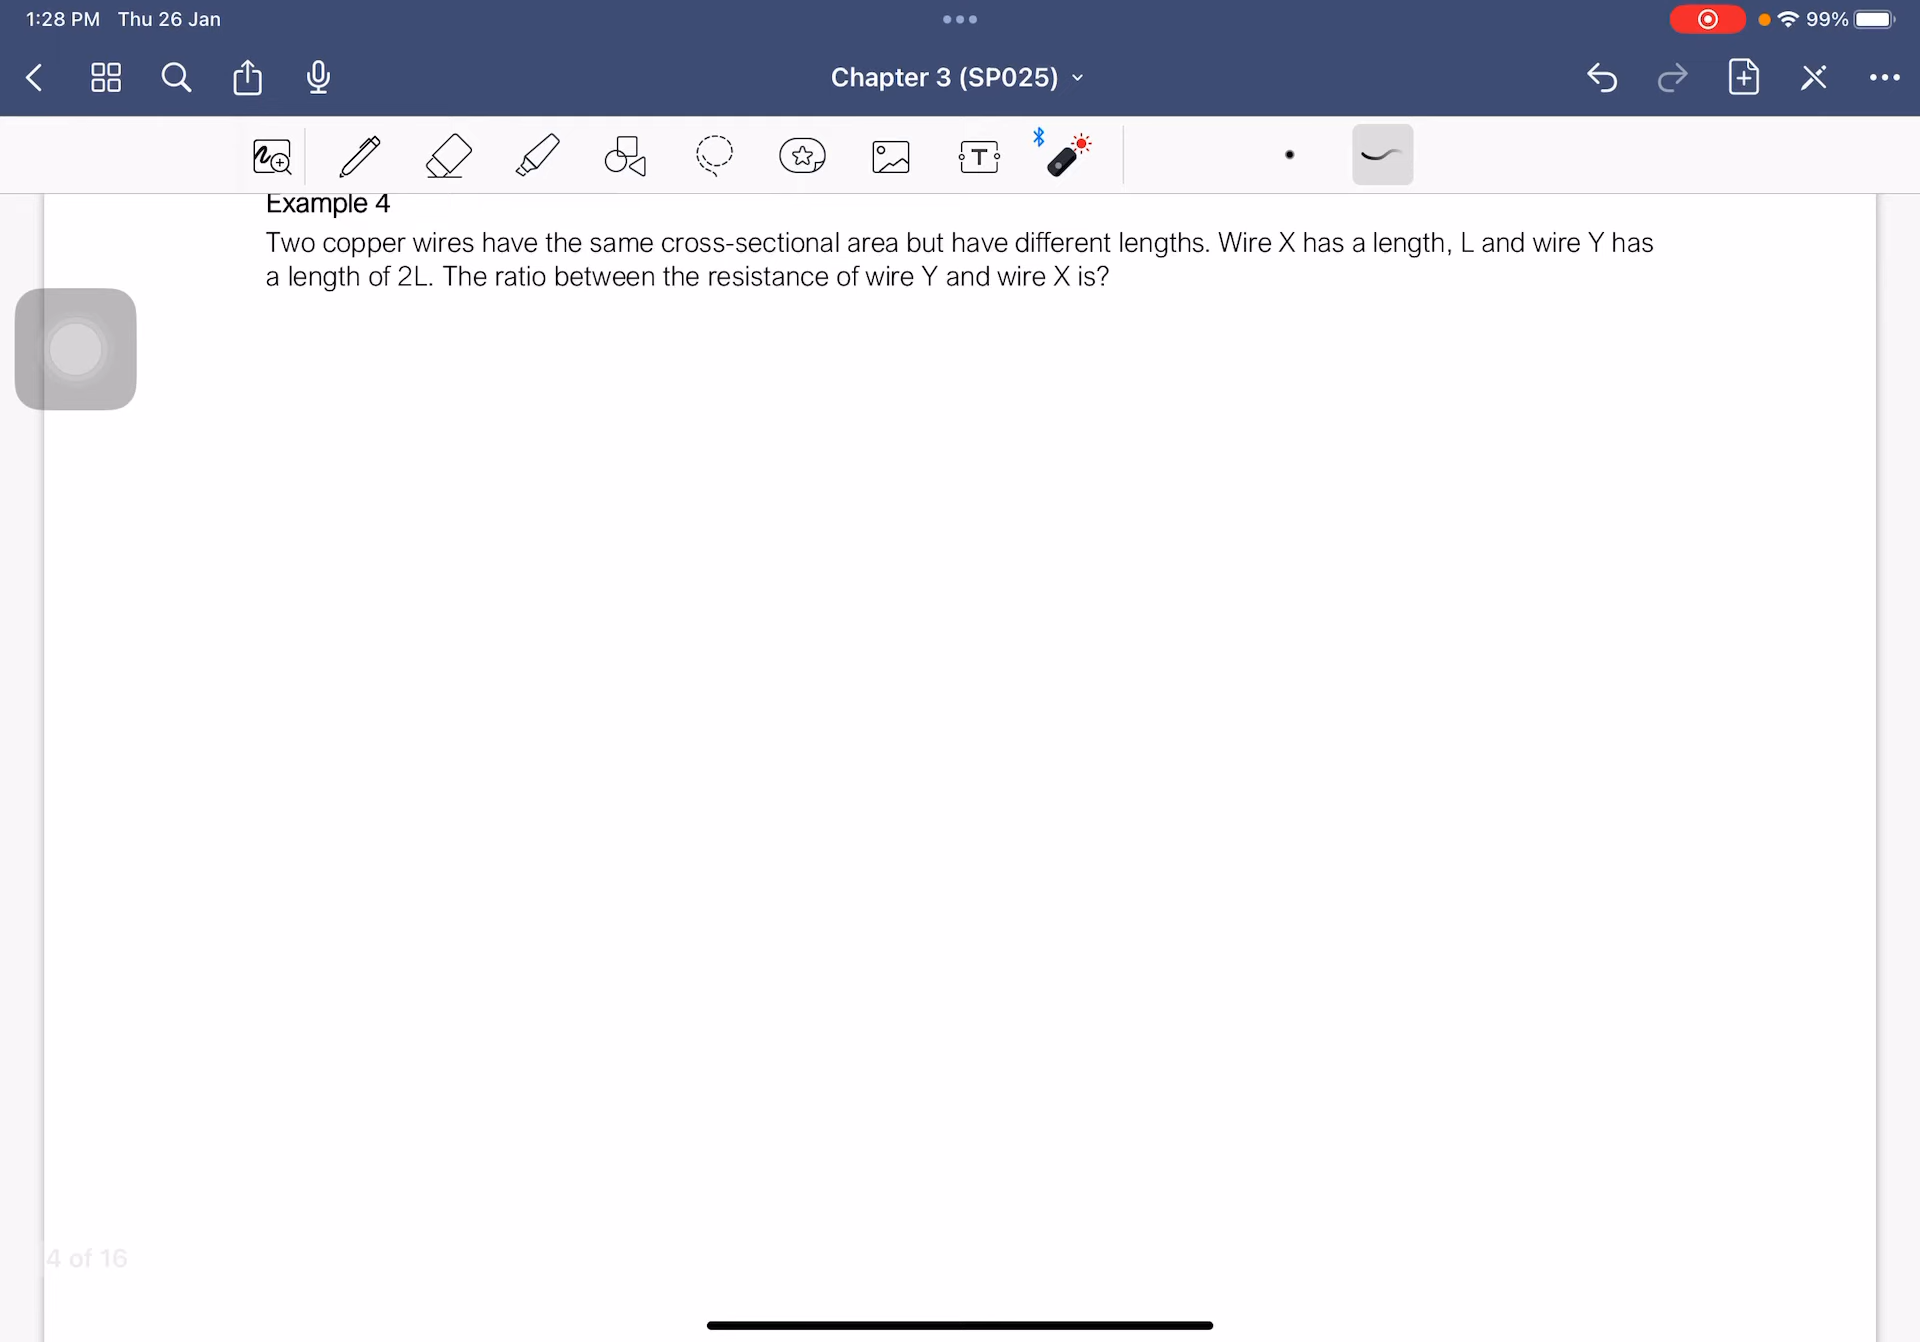 1:28 PM Thu 26 Jan
99%
Chapter 3 (SP025)
T
Example 4
Two copper wires have the same cross-sectional area but have different lengths. Wire X has a length, L and wire Y has
a length of 2L. The ratio between the resistance of wire Y and wire X is?
4 of 16